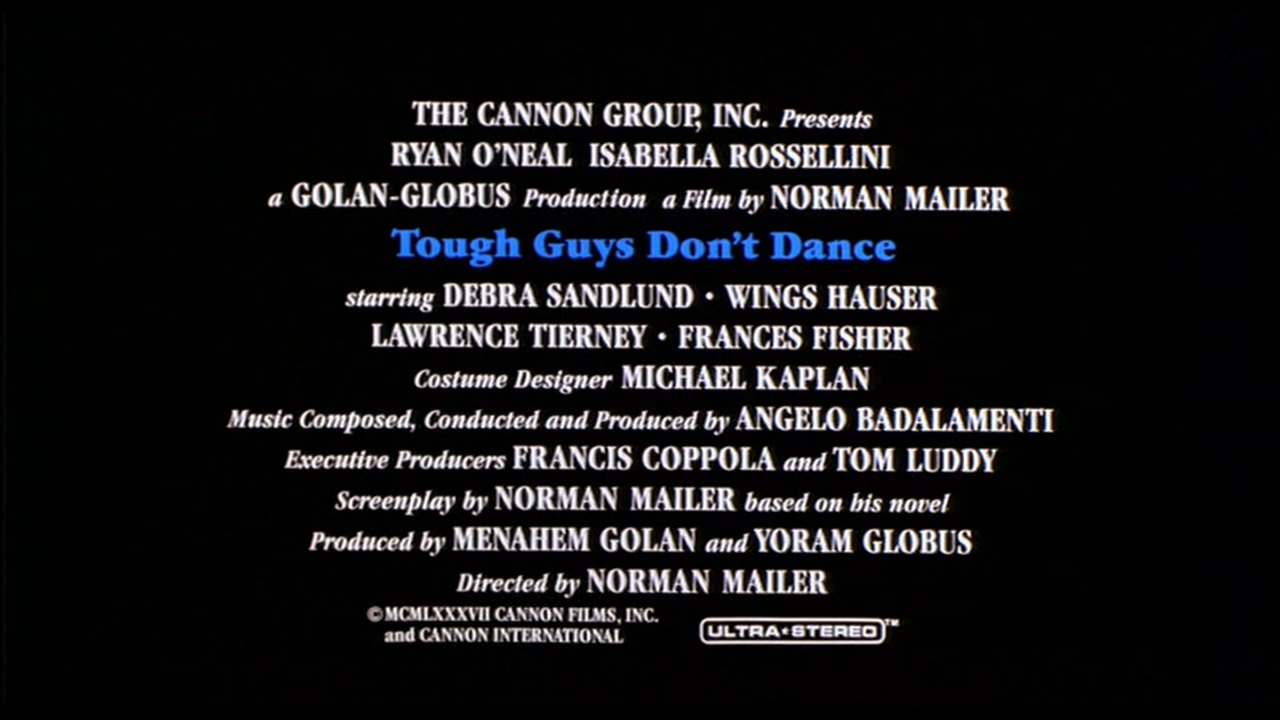 THE CANNON GROUP, INC. Presents
RYAN O'NEAL ISABELLA ROSSELLINI
a GOLAN-GLOBUS Production a Film by NORMAN MAILER
Tough Guys Don't Dance
starring DEBRA SANDLUND • WINGS HAUSER
LAWRENCE TIERNEY • FRANCES FISHER
Costume Designer MICHAEL KAPLAN
Music Composed, Conducted and Produced by ANGELO BADALAMENTI
Executive Producers FRANCIS COPPOLA and TOM LUDDY
Screenplay by NORMAN MAILER based on his novel
Produced by MENAHEM GOLAN and YORAM GLOBUS
Directed by NORMAN MAILER
©MCMLXXXVII CANNON FILMS, INC.
and CANNON INTERNATIONAL
ULTRA★STEREO™